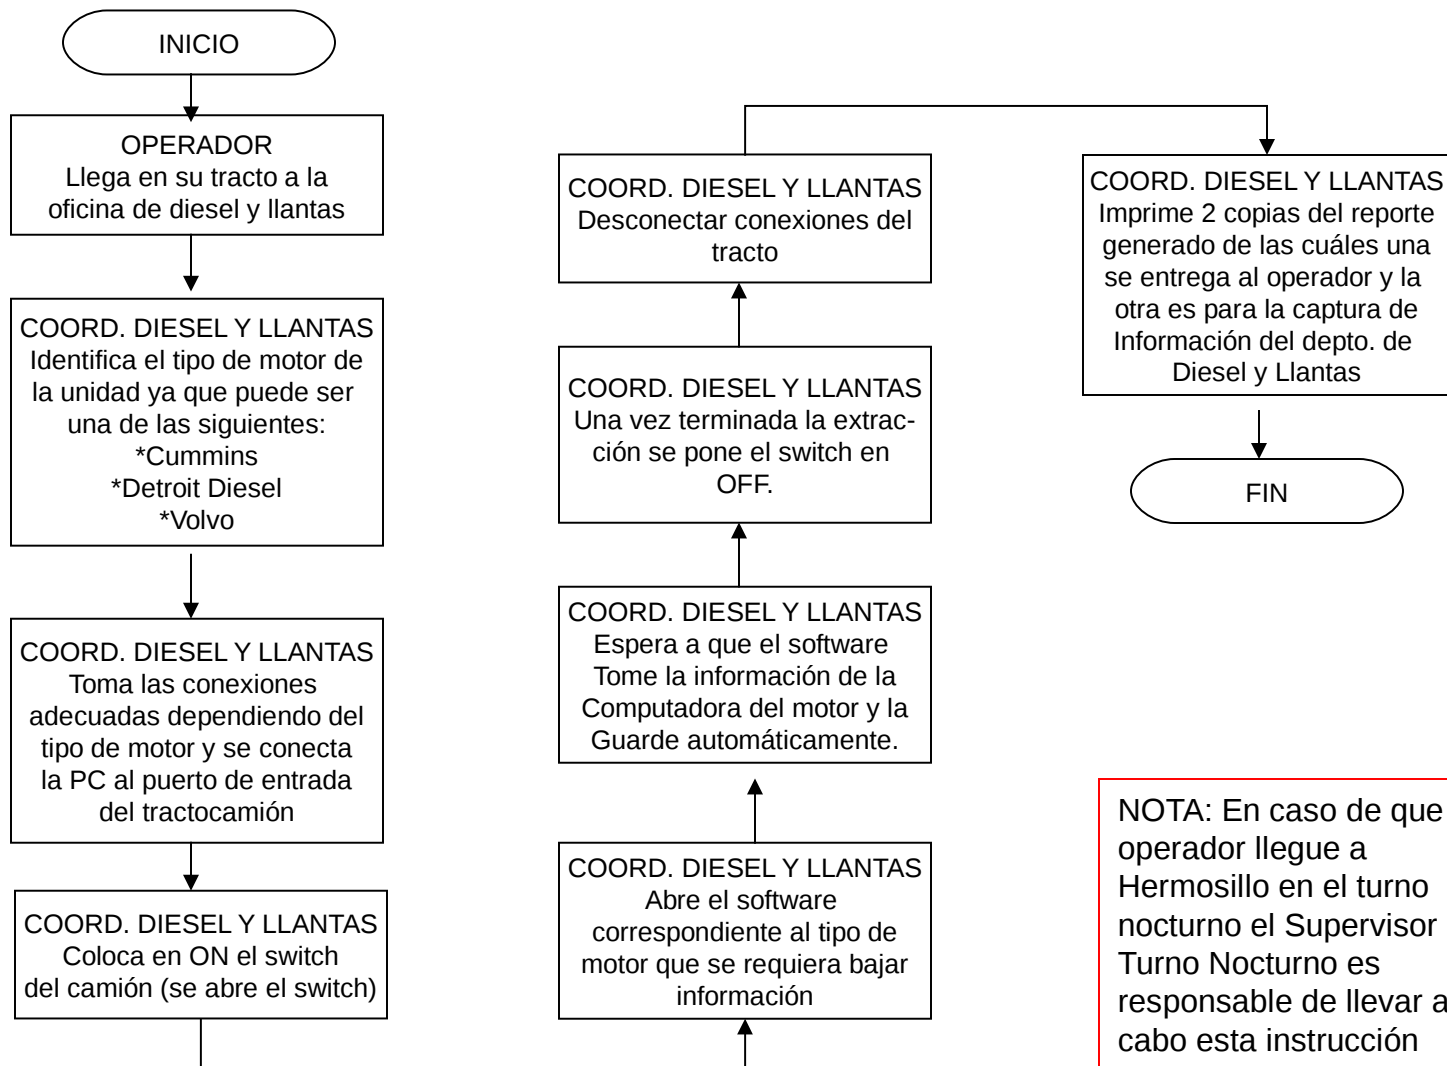 INICIO
OPERADOR
Llega en su tracto a la
oficina de diesel y llantas
COORD. DIESEL Y LLANTAS
Identifica el tipo de motor de
la unidad ya que puede ser
una de las siguientes:
*Cummins
*Detroit Diesel
*Volvo
COORD. DIESEL Y LLANTAS
Toma las conexiones
adecuadas dependiendo del
tipo de motor y se conecta
la PC al puerto de entrada
del tractocamión
COORD. DIESEL Y LLANTAS
Coloca en ON el switch
del camión (se abre el switch)
COORD. DIESEL Y LLANTAS
Abre el software
correspondiente al tipo de
motor que se requiera bajar
información
COORD. DIESEL Y LLANTAS
Espera a que el software
Tome la información de la
Computadora del motor y la
Guarde automáticamente.
COORD. DIESEL Y LLANTAS
Una vez terminada la extrac-
ción se pone el switch en
OFF.
COORD. DIESEL Y LLANTAS
Desconectar conexiones del
tracto
COORD. DIESEL Y LLANTAS
Imprime 2 copias del reporte
generado de las cuáles una
se entrega al operador y la
otra es para la captura de
Información del depto. de
Diesel y Llantas
FIN
NOTA: En caso de que
operador llegue a
Hermosillo en el turno
nocturno el Supervisor
Turno Nocturno es
responsable de llevar a
cabo esta instrucción